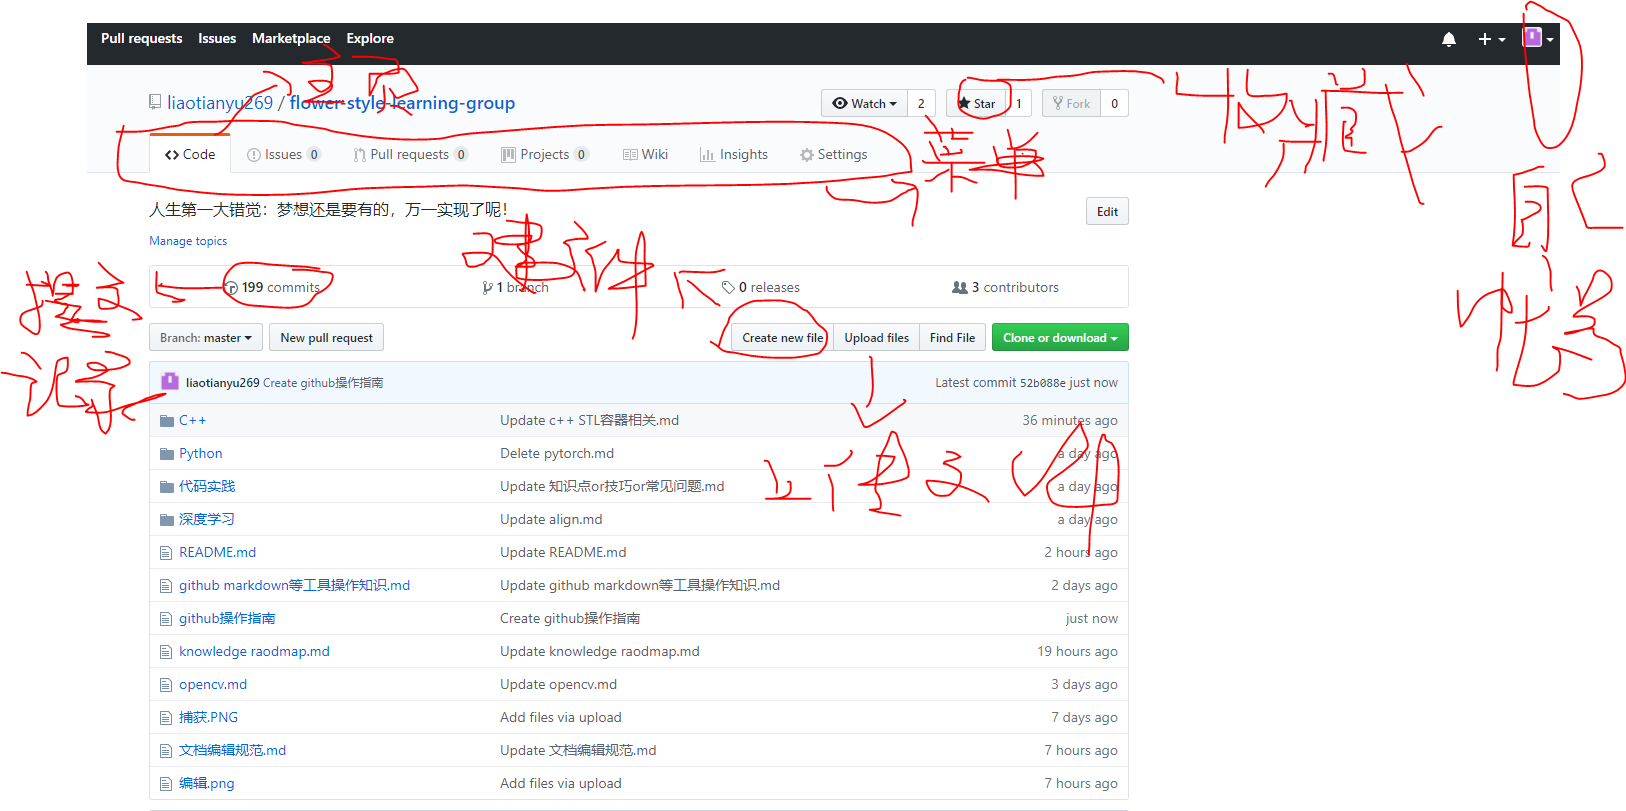 Pull requests Issues Marketplace Explore
主页
liaotianyu269 / flower-style-learning-group
Watch 2 Star 1 Fork 0
收藏
Code Issues 0 Pull requests 0 Projects 0 Wiki Insights Settings
菜单
人生第一大错觉：梦想还是要有的，万一实现了呢！
Edit
Manage topics
建文件
199 commits 1 branch 0 releases 3 contributors
提交
记录
Branch: master New pull request Create new file Upload files Find File Clone or download
liaotianyu269 Create github操作指南 Latest commit 52b088e just now
C++ Update c++ STL容器相关.md 36 minutes ago
Python Delete pytorch.md a day ago
上传文件
代码实践 Update 知识点or技巧or常见问题.md a day ago
深度学习 Update align.md a day ago
README.md Update README.md 2 hours ago
github markdown等工具操作知识.md Update github markdown等工具操作知识.md 2 days ago
github操作指南 Create github操作指南 just now
knowledge raodmap.md Update knowledge raodmap.md 19 hours ago
opencv.md Update opencv.md 3 days ago
捕获.PNG Add files via upload 7 days ago
文档编辑规范.md Update 文档编辑规范.md 7 hours ago
编辑.png Add files via upload 7 hours ago